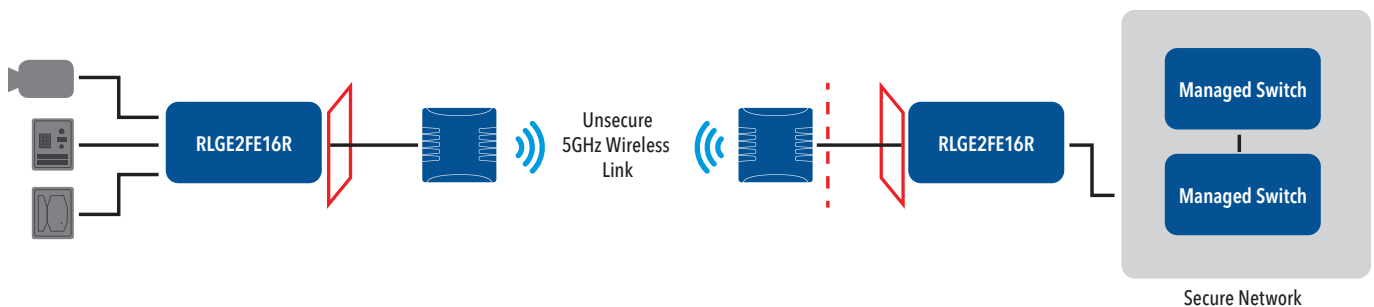 RLGE2FE16R
Unsecure
5GHz Wireless
Link
RLGE2FE16R
Managed Switch
Managed Switch
Secure Network